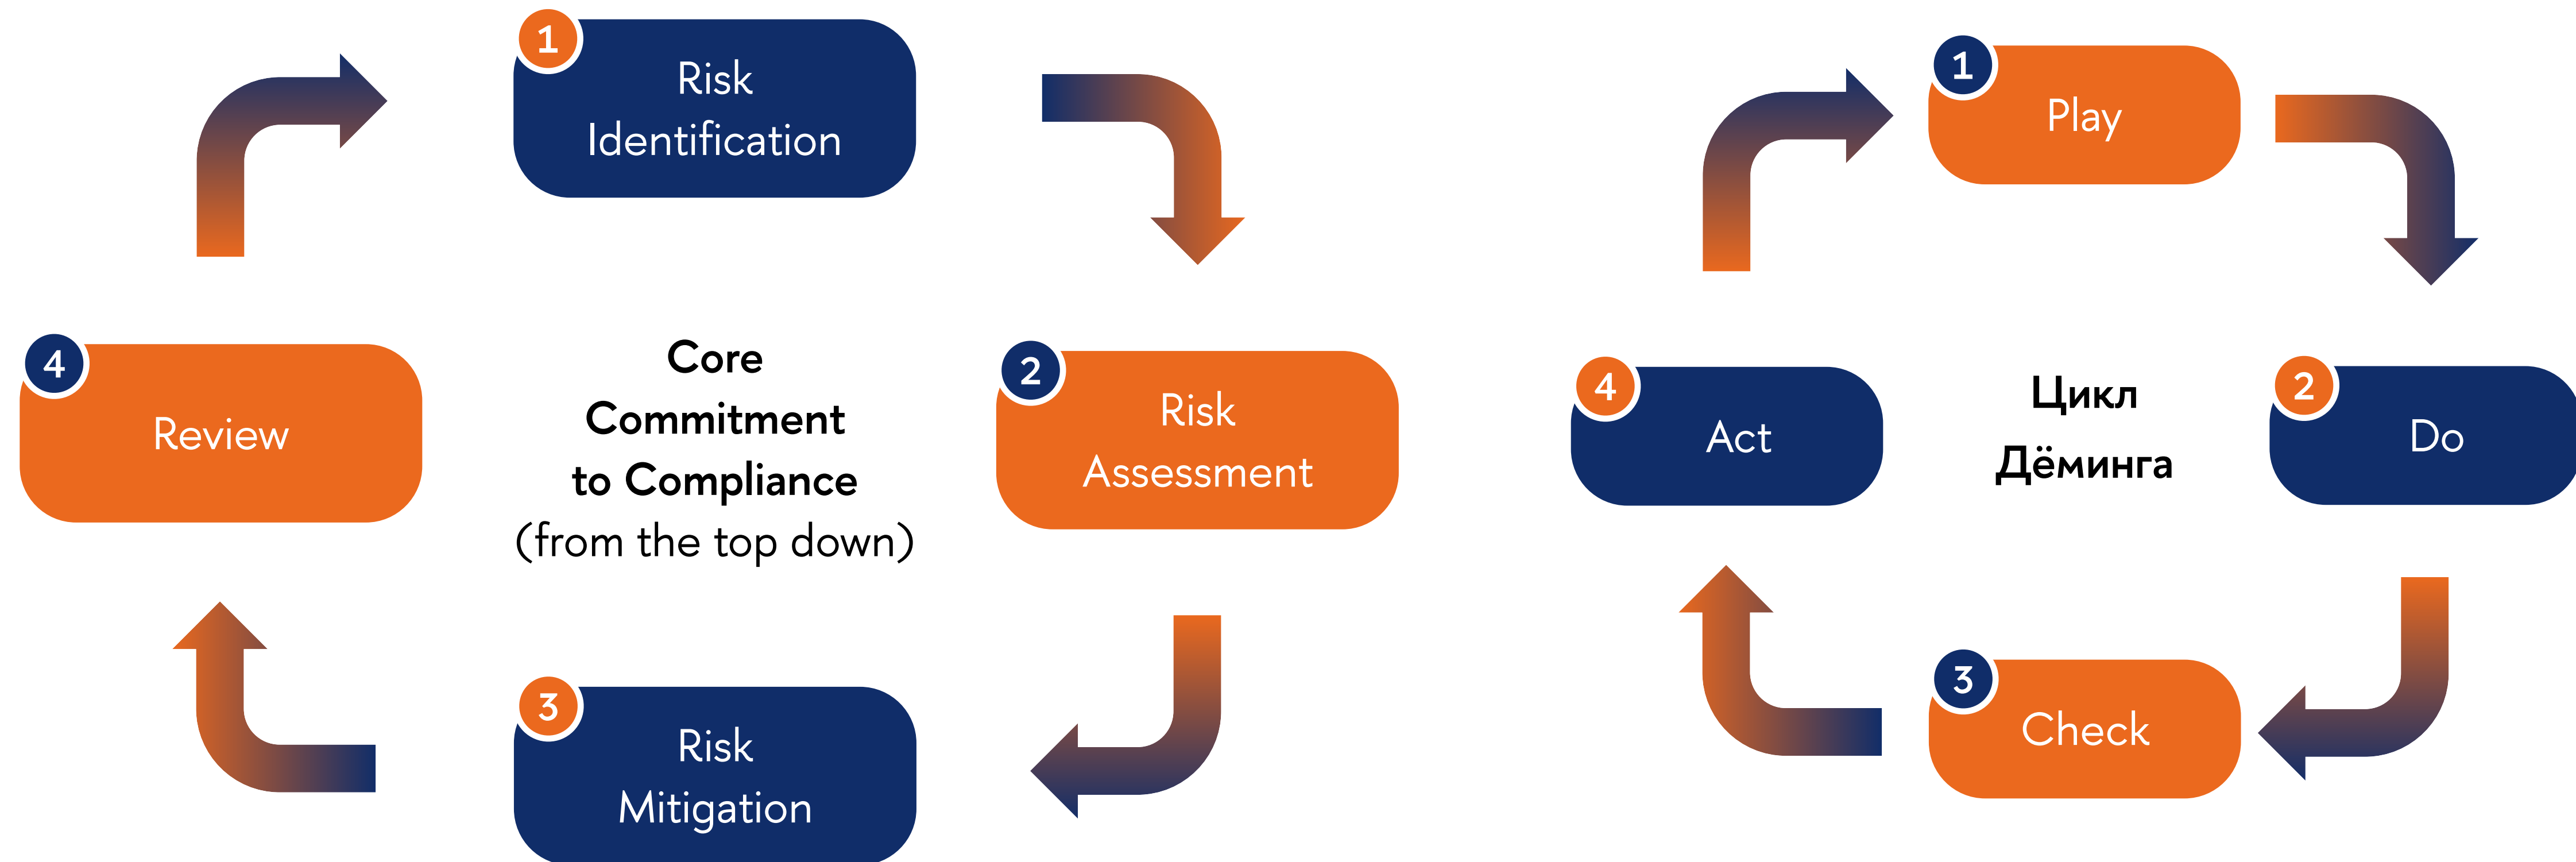 1
Risk
Identification
2
Risk
Assessment
3
Risk
Mitigation
4
Review
Core
Commitment
to Compliance
(from the top down)
1
Play
2
Do
3
Check
4
Act
Цикл
Дёминга